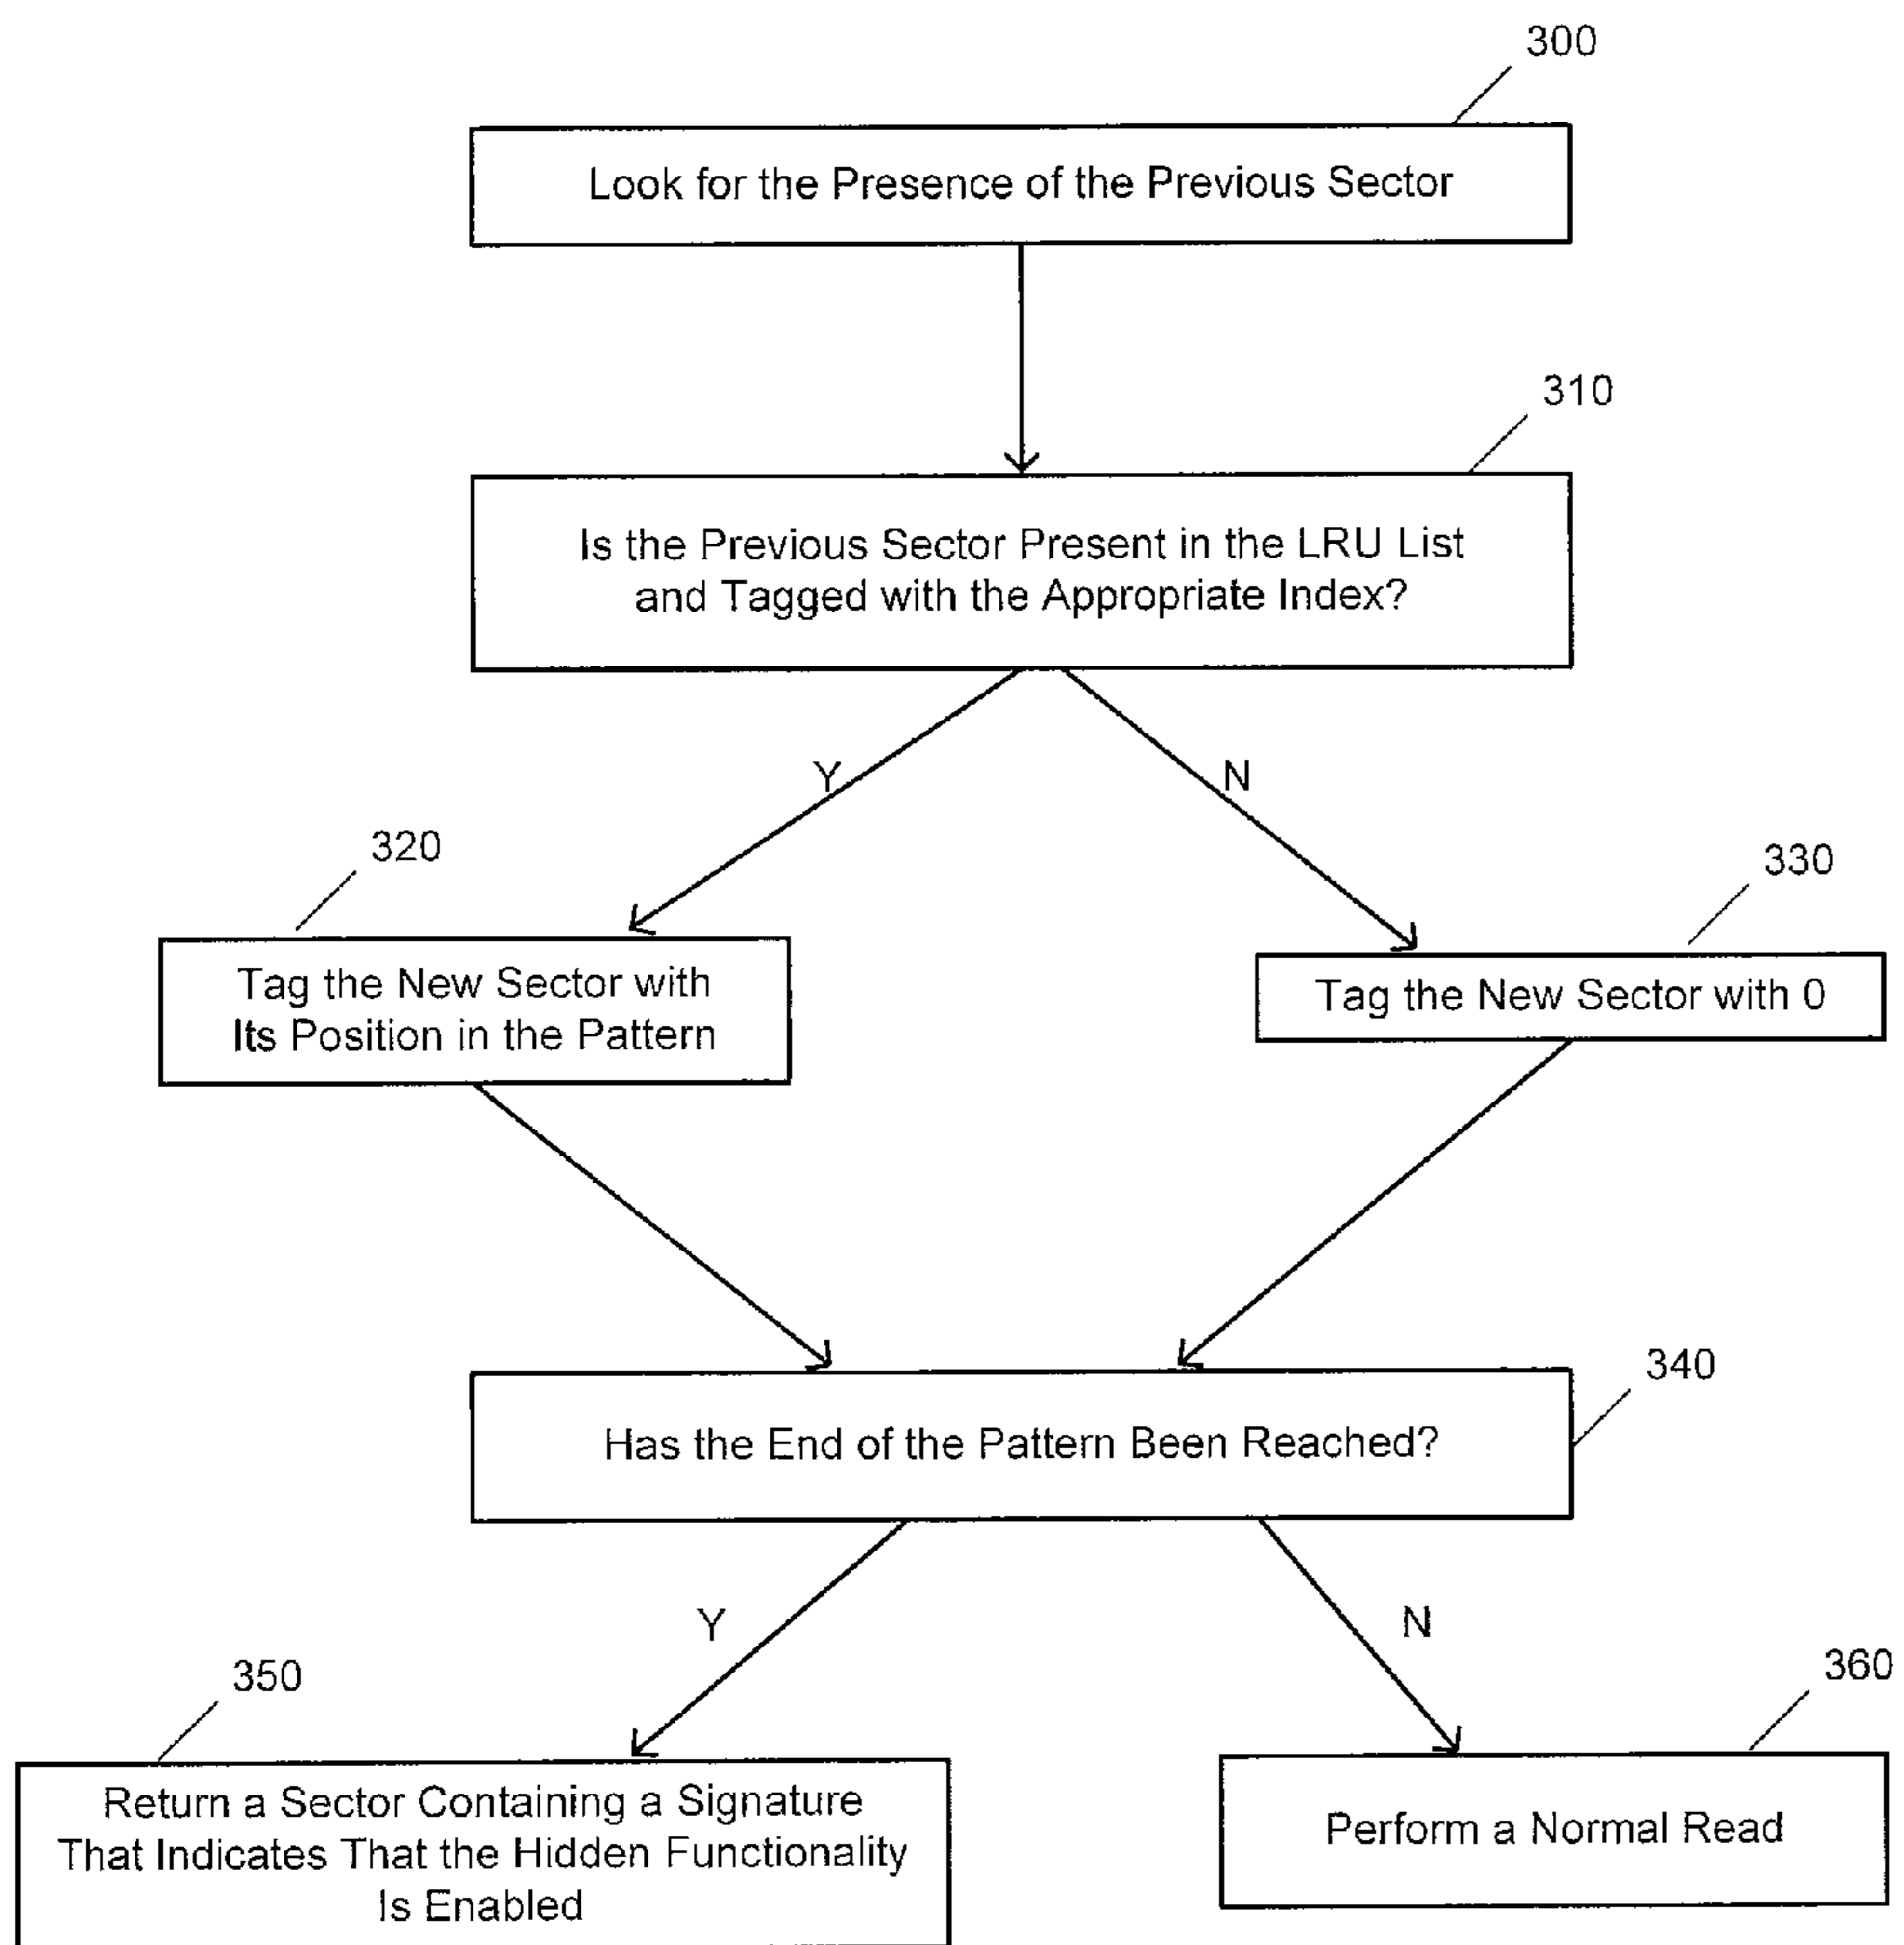 300
Look for the Presence of the Previous Sector
310
Is the Previous Sector Present in the LRU List
and Tagged with the Appropriate Index?
Y
N
320
330
Tag the New Sector with
Its Position in the Pattern
Tag the New Sector with 0
340
Has the End of the Pattern Been Reached?
Y
N
350
360
Return a Sector Containing a Signature
That Indicates That the Hidden Functionality
Is Enabled
Perform a Normal Read